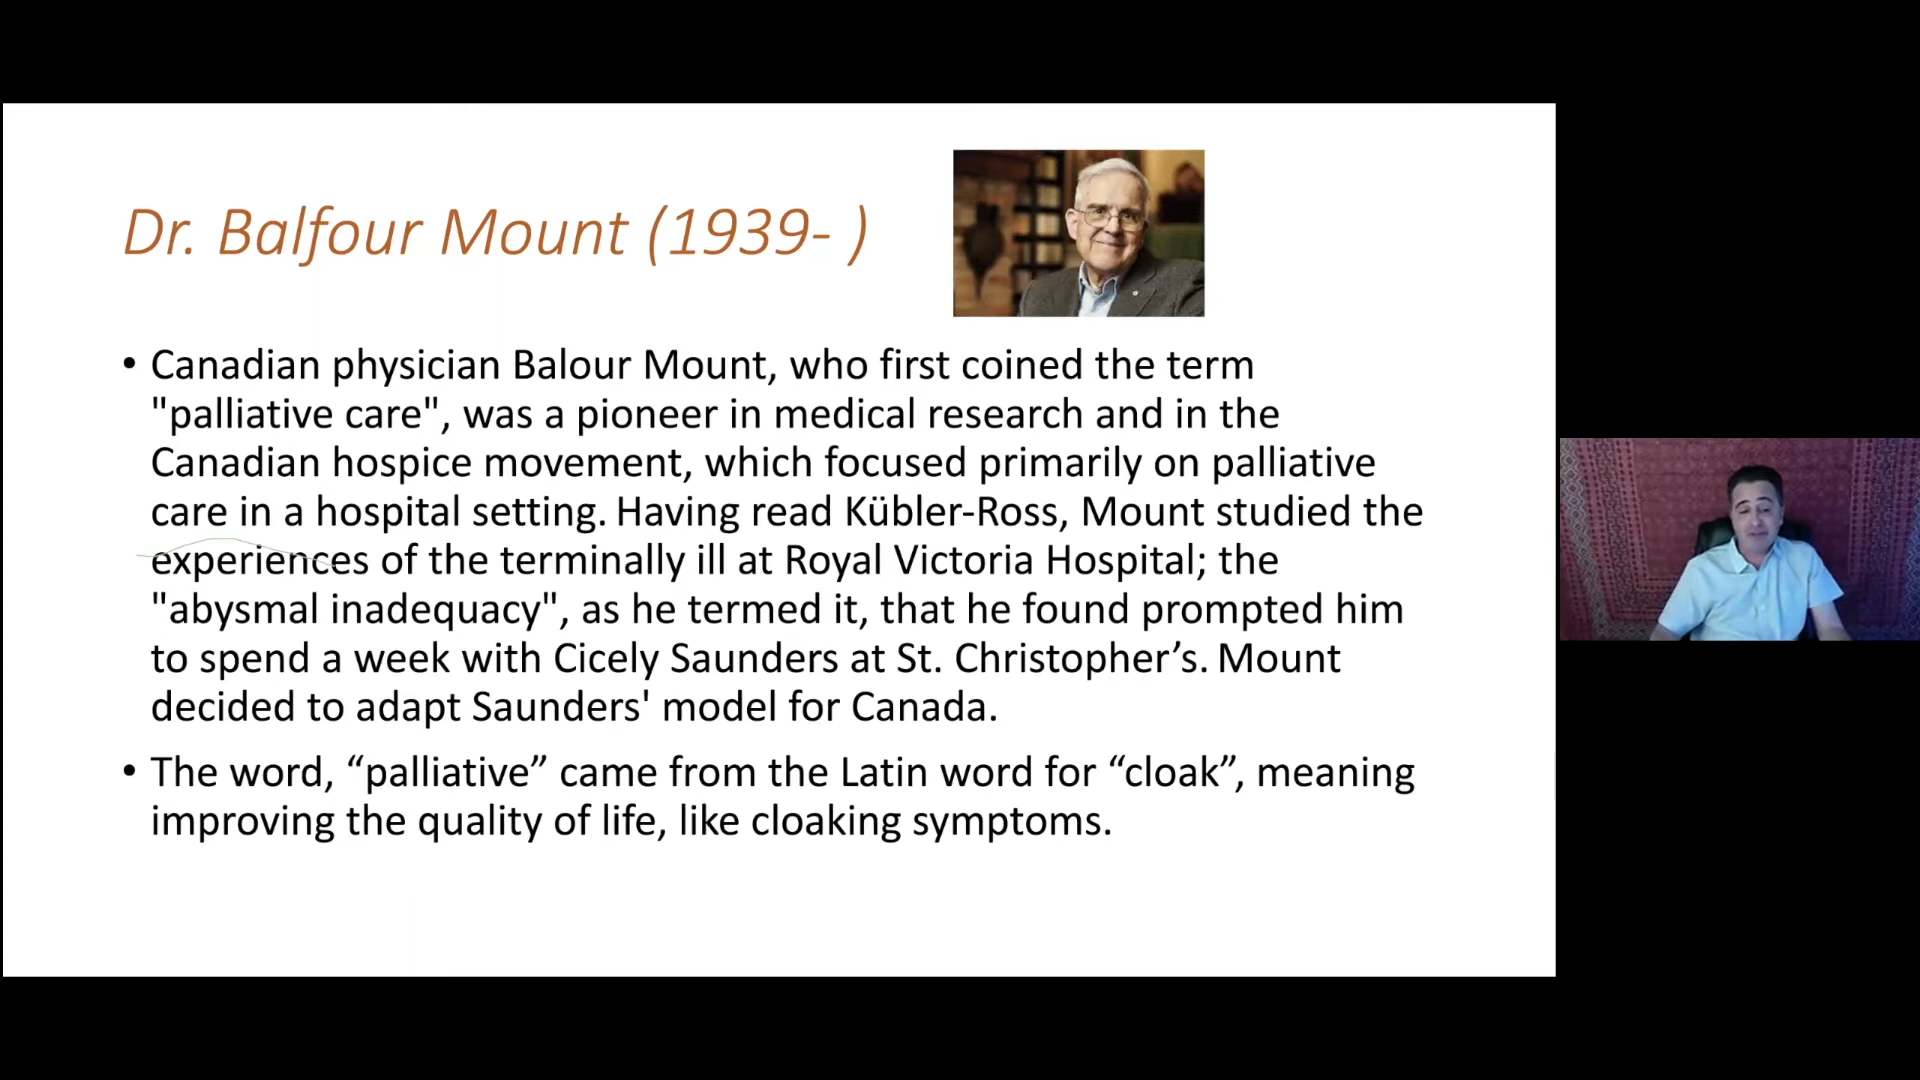 Dr. Balfour Mount (1939- )
• Canadian physician Balour Mount, who first coined the term
"palliative care", was a pioneer in medical research and in the
Canadian hospice movement, which focused primarily on palliative
care in a hospital setting. Having read Kübler-Ross, Mount studied the
experiences of the terminally ill at Royal Victoria Hospital; the
"abysmal inadequacy", as he termed it, that he found prompted him
to spend a week with Cicely Saunders at St. Christopher’s. Mount
decided to adapt Saunders' model for Canada.
• The word, “palliative” came from the Latin word for “cloak”, meaning
improving the quality of life, like cloaking symptoms.